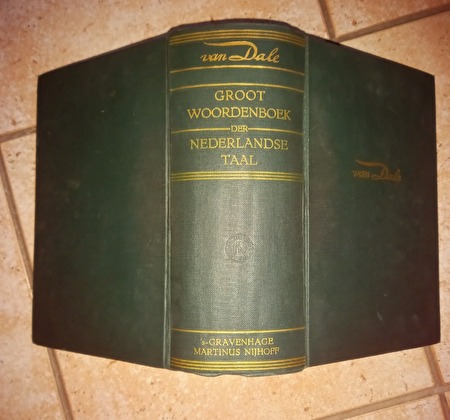 van Dale
GROOT
WOORDENBOEK
DER
NEDERLANDSE
TAAL
's-GRAVENHAGE
MARTINUS NIJHOFF
VAN DALE